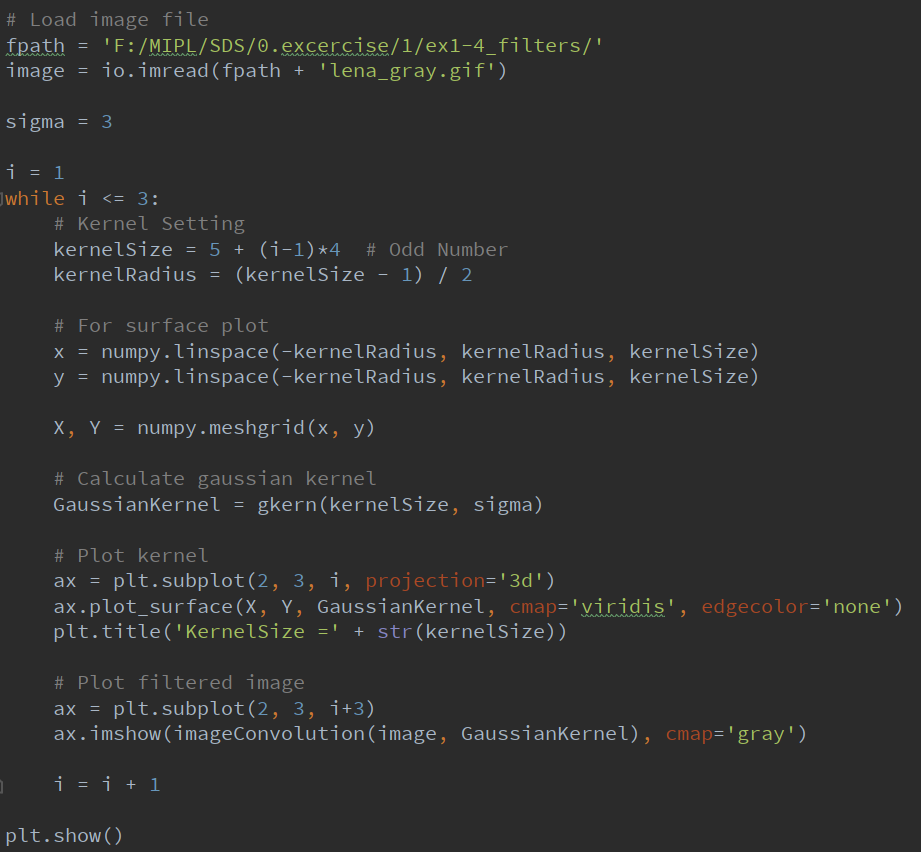 # Load image file
fpath = 'F:/MIPL/SDS/0.excercise/1/ex1-4_filters/'
image = io.imread(fpath + 'lena_gray.gif')
sigma = 3
i = 1
while i <= 3:
    # Kernel Setting
    kernelSize = 5 + (i-1)*4  # Odd Number
    kernelRadius = (kernelSize - 1) / 2
    # For surface plot
    x = numpy.linspace(-kernelRadius, kernelRadius, kernelSize)
    y = numpy.linspace(-kernelRadius, kernelRadius, kernelSize)
    X, Y = numpy.meshgrid(x, y)
    # Calculate gaussian kernel
    GaussianKernel = gkern(kernelSize, sigma)
    # Plot kernel
    ax = plt.subplot(2, 3, i, projection='3d')
    ax.plot_surface(X, Y, GaussianKernel, cmap='viridis', edgecolor='none')
    plt.title('KernelSize =' + str(kernelSize))
    # Plot filtered image
    ax = plt.subplot(2, 3, i+3)
    ax.imshow(imageConvolution(image, GaussianKernel), cmap='gray')
    i = i + 1
plt.show()